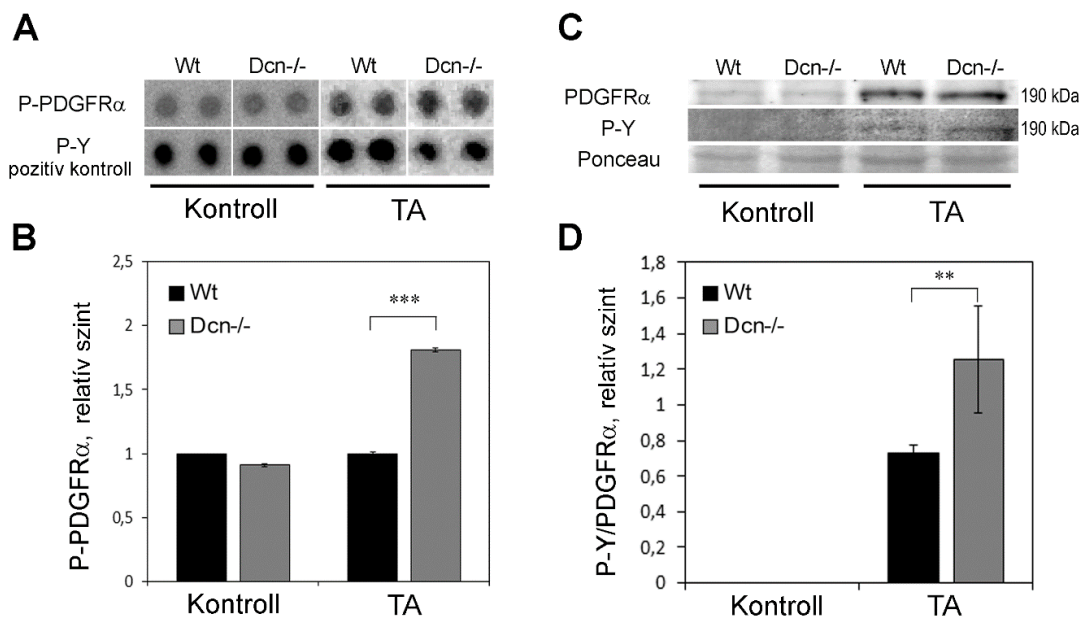 A
Wt Dcn-/- Wt Dcn-/-
P-PDGFRα
P-Y
pozitív kontroll
Kontroll TA
B
P-PDGFRα, relatív szint
2,5
2
1,5
1
0,5
0
Wt
Dcn-/-
***
Kontroll TA
C
Wt Dcn-/- Wt Dcn-/-
PDGFRα 190 kDa
P-Y 190 kDa
Ponceau
Kontroll TA
D
P-Y/PDGFRα, relatív szint
1,8
1,6
1,4
1,2
1
0,8
0,6
0,4
0,2
0
Wt
Dcn-/-
**
Kontroll TA